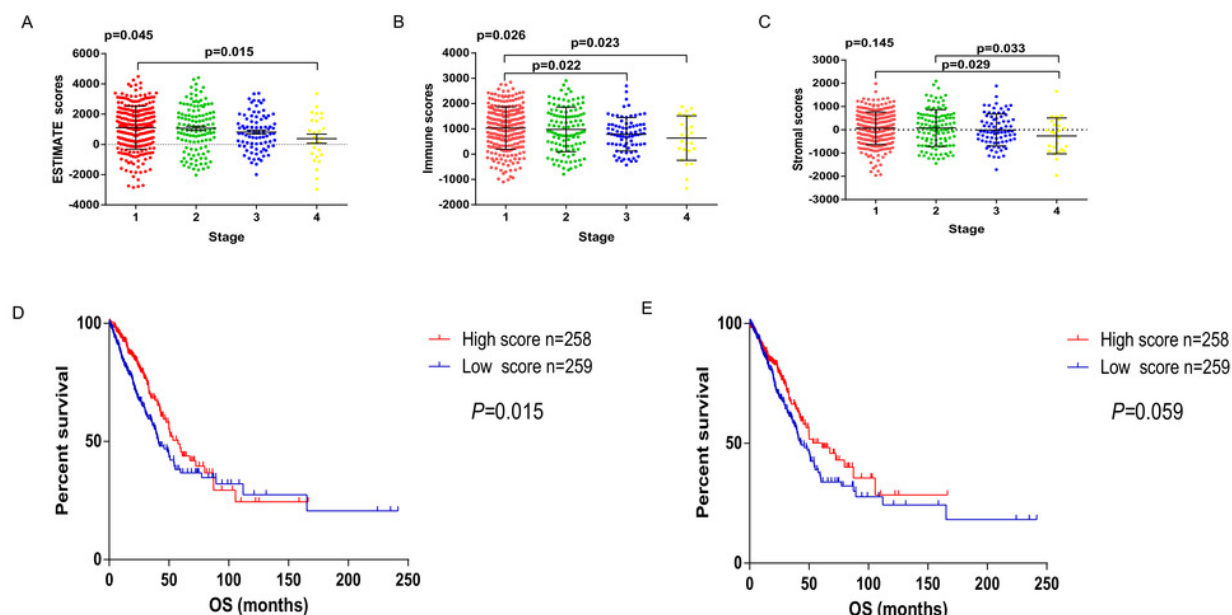 A
p=0.045
p=0.015
6000
4000
2000
0
-2000
-4000
ESTIMATE scores
1 2 3 4
Stage
B
p=0.026
p=0.023
p=0.022
4000
3000
2000
1000
0
-1000
-2000
Immune scores
1 2 3 4
Stage
C
p=0.145
p=0.033
p=0.029
3000
2000
1000
0
-1000
-2000
-3000
Stromal scores
1 2 3 4
Stage
D
100
50
0
Percent survival
0 50 100 150 200 250
OS (months)
High score n=258
Low score n=259
P=0.015
E
100
50
0
Percent survival
0 50 100 150 200 250
OS (months)
High score n=258
Low score n=259
P=0.059